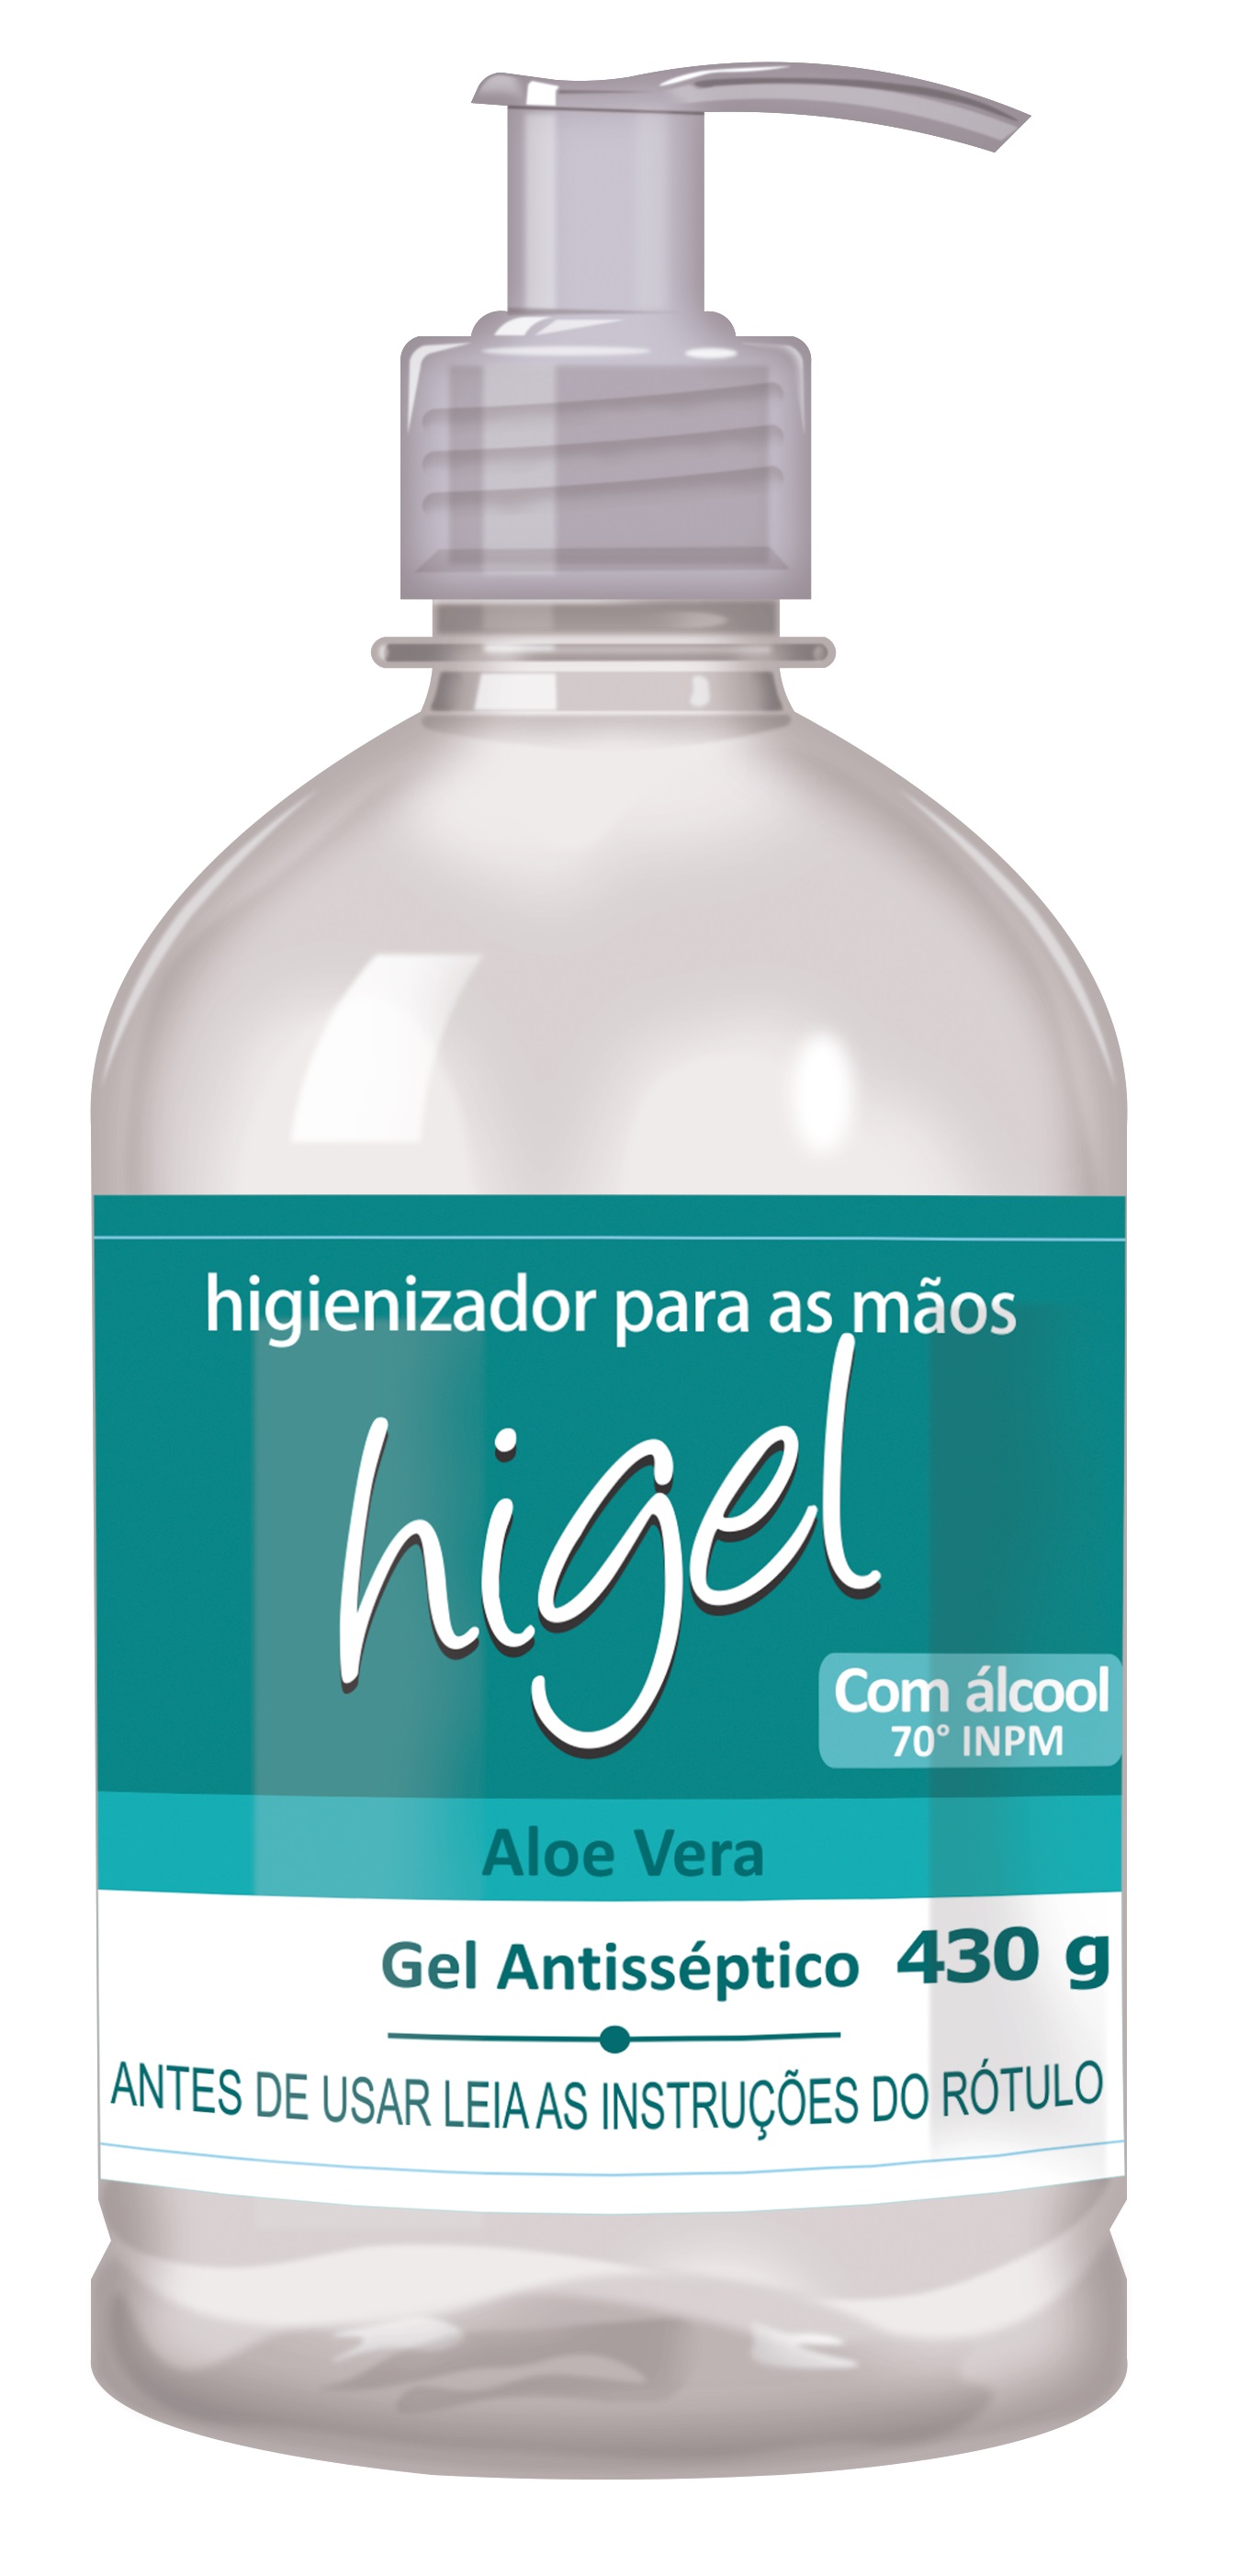 higienizador para as mãos
higel
Com álcool
70° INPM
Aloe Vera
Gel Antisséptico 430 g
ANTES DE USAR LEIA AS INSTRUÇÕES DO RÓTULO